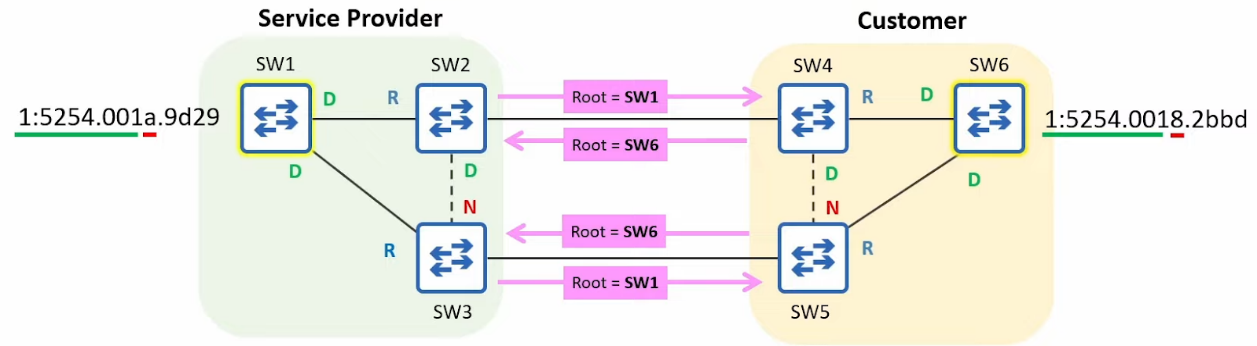 Service Provider
Customer
SW1
SW2
SW4
SW6
D
R
Root = SW1
R
D
1:5254.001a.9d29
1:5254.0018.2bbd
Root = SW6
D
D
D
D
N
N
R
Root = SW6
R
Root = SW1
SW3
SW5